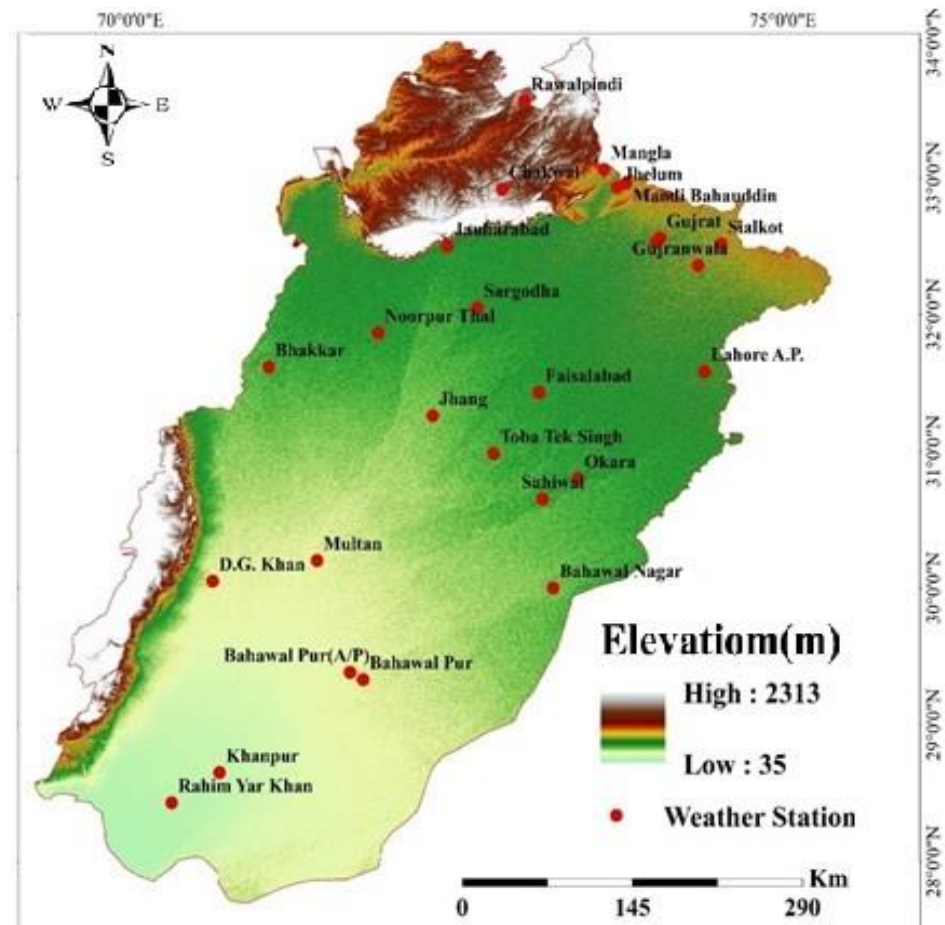 70°0'0"E
75°0'0"E
34°0'0"N
N
W
E
S
Rawalpindi
Mangla
Jhelum
33°0'0"N
Chakwal
Mandi Bahauddin
Gujrat
Sialkot
Jauharabad
Gujranwala
Sargodha
32°0'0"N
Noorpur Thal
Bhakkar
Lahore A.P.
Faisalabad
Jhang
Toba Tek Singh
31°0'0"N
Okara
Sahiwal
Multan
D.G. Khan
Bahawal Nagar
30°0'0"N
Elevatiom(m)
Bahawal Pur(A/P)
Bahawal Pur
High : 2313
29°0'0"N
Low : 35
Khanpur
Rahim Yar Khan
Weather Station
28°0'0"N
Km
0
145
290